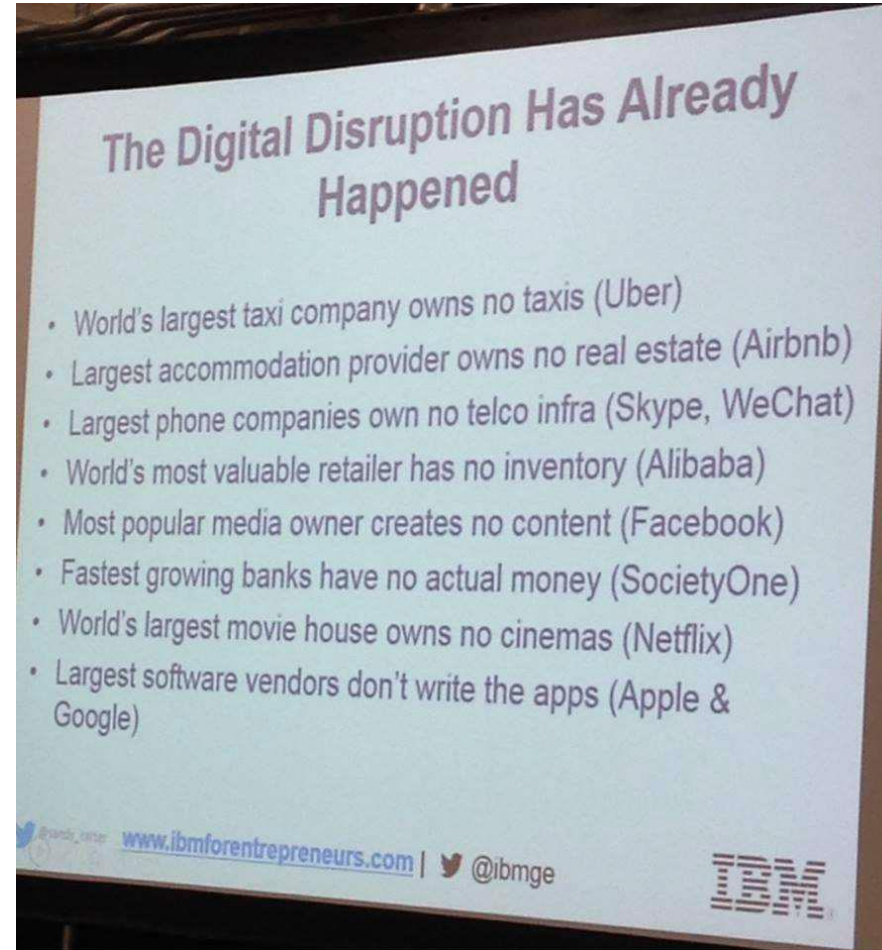 The Digital Disruption Has Already
Happened
• World's largest taxi company owns no taxis (Uber)
• Largest accommodation provider owns no real estate (Airbnb)
• Largest phone companies own no telco infra (Skype, WeChat)
• World's most valuable retailer has no inventory (Alibaba)
• Most popular media owner creates no content (Facebook)
• Fastest growing banks have no actual money (SocietyOne)
• World's largest movie house owns no cinemas (Netflix)
• Largest software vendors don't write the apps (Apple &
Google)
www.ibmforentrepreneurs.com | @ibmge
IBM®